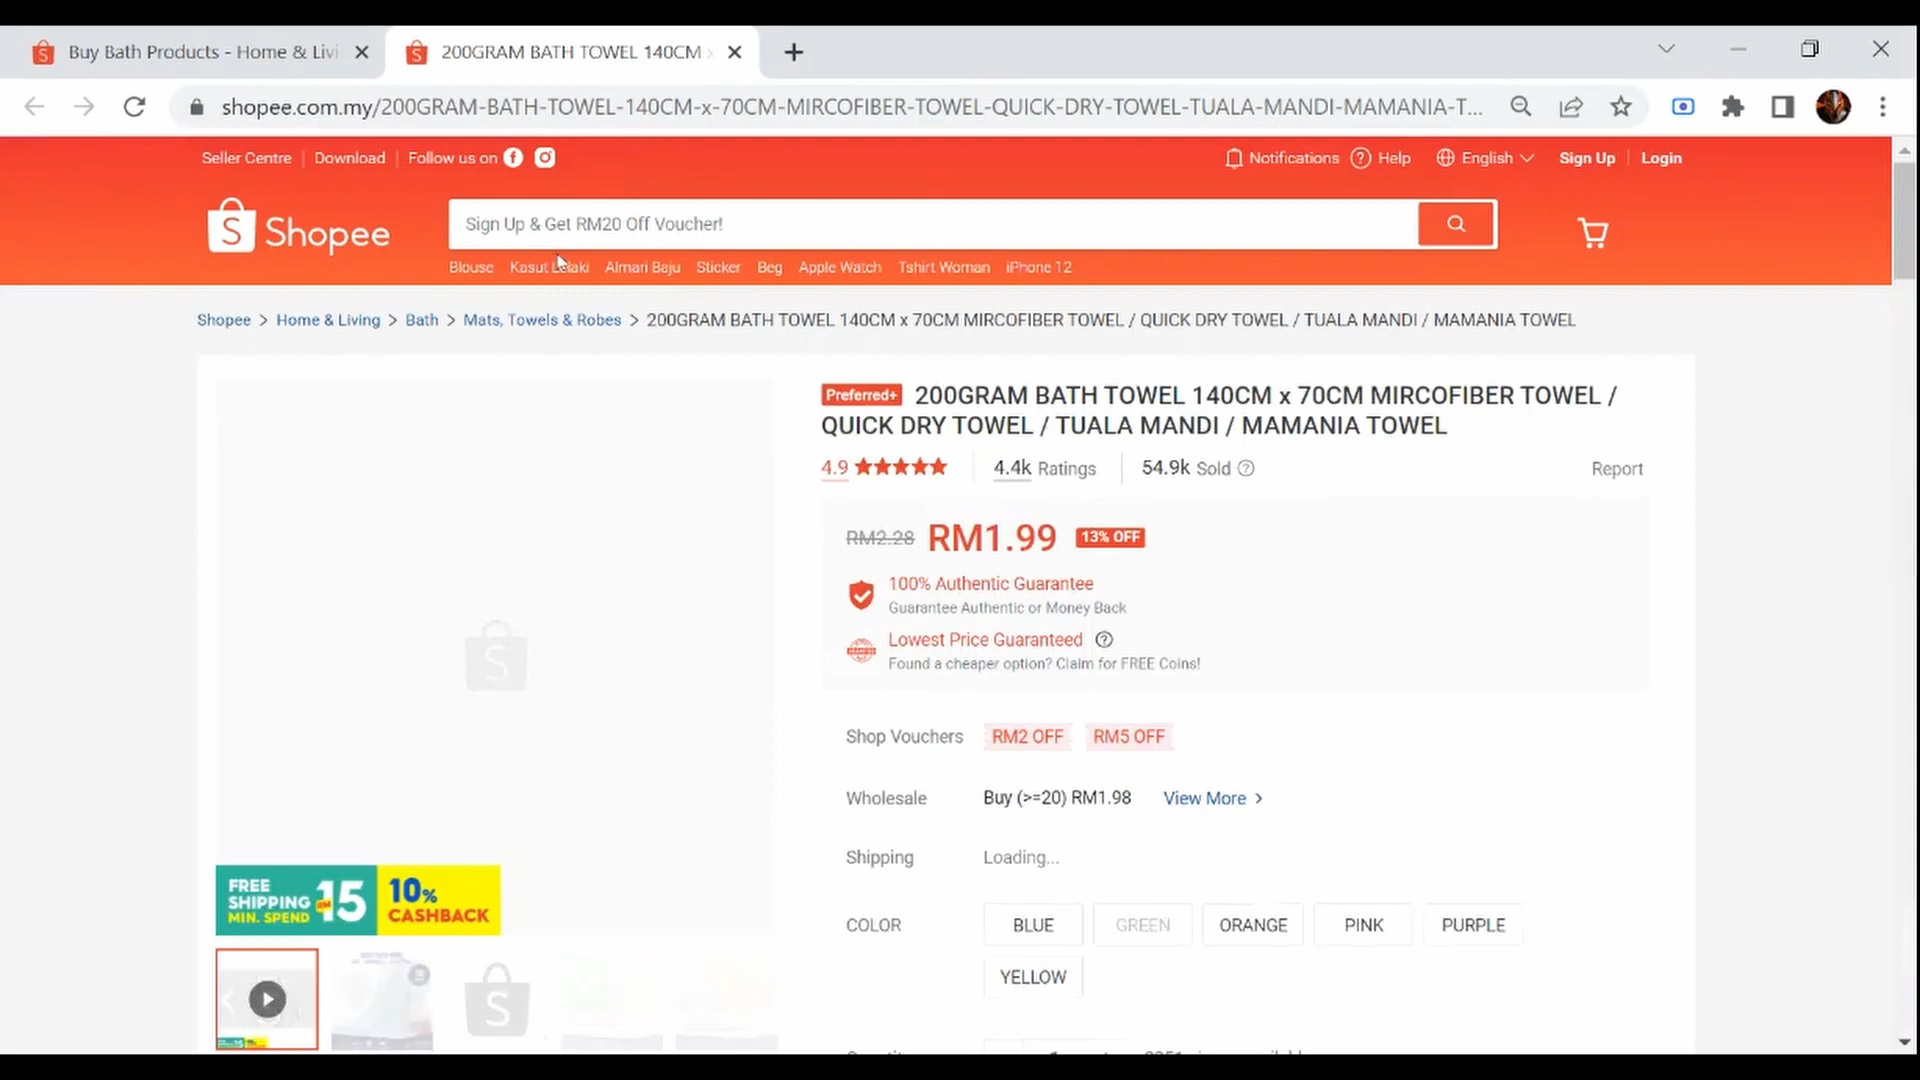 Buy Bath Products - Home & Livi
200GRAM BATH TOWEL 140CM
shopee.com.my/200GRAM-BATH-TOWEL-140CM-x-70CM-MIRCOFIBER-TOWEL-QUICK-DRY-TOWEL-TUALA-MANDI-MAMANIA-T...
Seller Centre Download Follow us on
Notifications Help English Sign Up Login
Shopee
Sign Up & Get RM20 Off Voucher!
Blouse Kasut Lelaki Almari Baju Sticker Beg Apple Watch Tshirt Woman iPhone 12
Shopee > Home & Living > Bath > Mats, Towels & Robes > 200GRAM BATH TOWEL 140CM x 70CM MIRCOFIBER TOWEL / QUICK DRY TOWEL / TUALA MANDI / MAMANIA TOWEL
Preferred+ 200GRAM BATH TOWEL 140CM x 70CM MIRCOFIBER TOWEL /
QUICK DRY TOWEL / TUALA MANDI / MAMANIA TOWEL
4.9 4.4k Ratings 54.9k Sold Report
RM2.28 RM1.99 13% OFF
100% Authentic Guarantee
Guarantee Authentic or Money Back
Lowest Price Guaranteed
Found a cheaper option? Claim for FREE Coins!
Shop Vouchers RM2 OFF RM5 OFF
Wholesale Buy (>=20) RM1.98 View More >
Shipping Loading...
FREE SHIPPING MIN. SPEND RM 15
10% CASHBACK
COLOR BLUE GREEN ORANGE PINK PURPLE
YELLOW